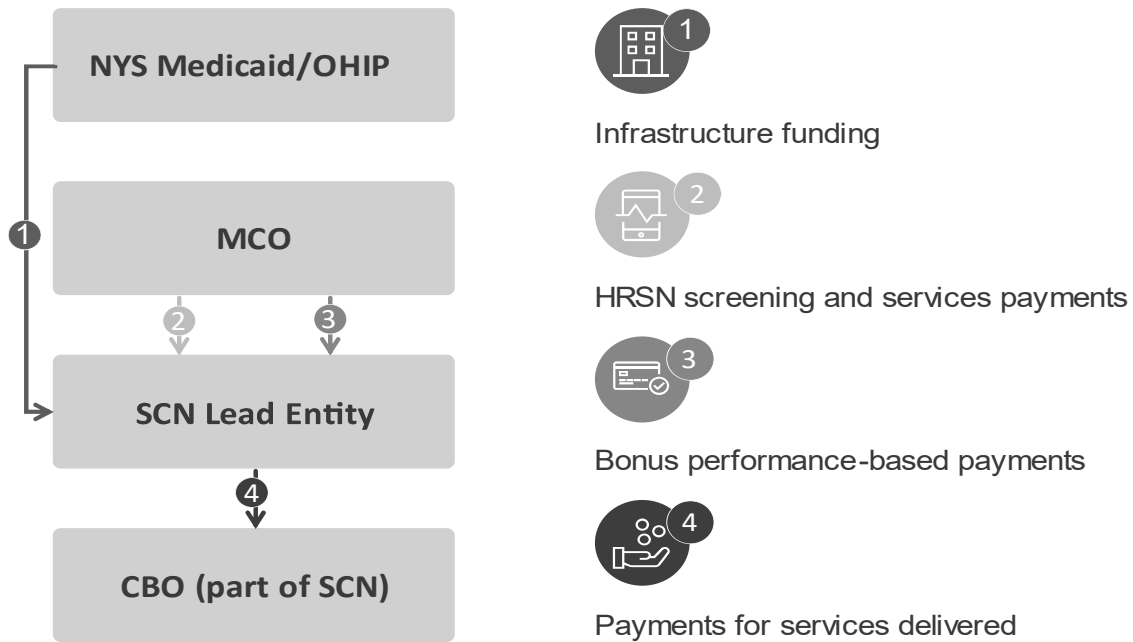 NYS Medicaid/OHIP
1
MCO
2
3
SCN Lead Entity
4
CBO (part of SCN)
1
Infrastructure funding
2
HRSN screening and services payments
3
Bonus performance-based payments
4
Payments for services delivered